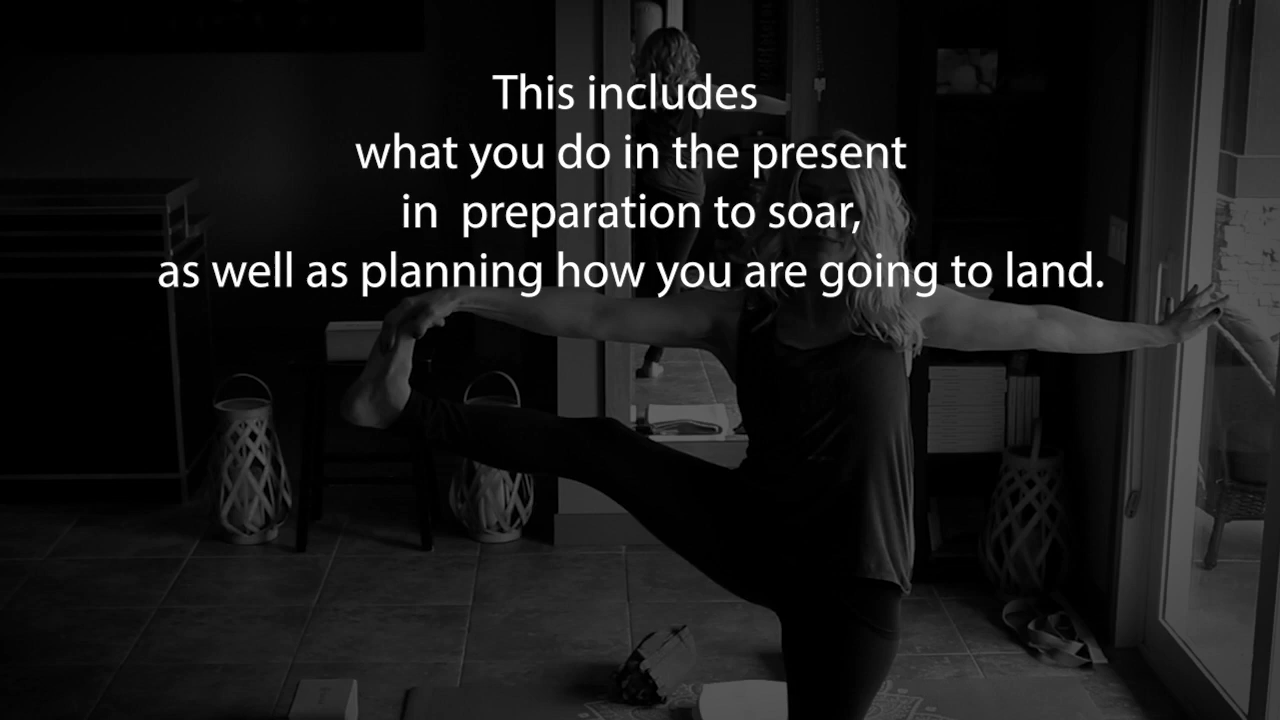 This includes
what you do in the present
in  preparation to soar,
as well as planning how you are going to land.